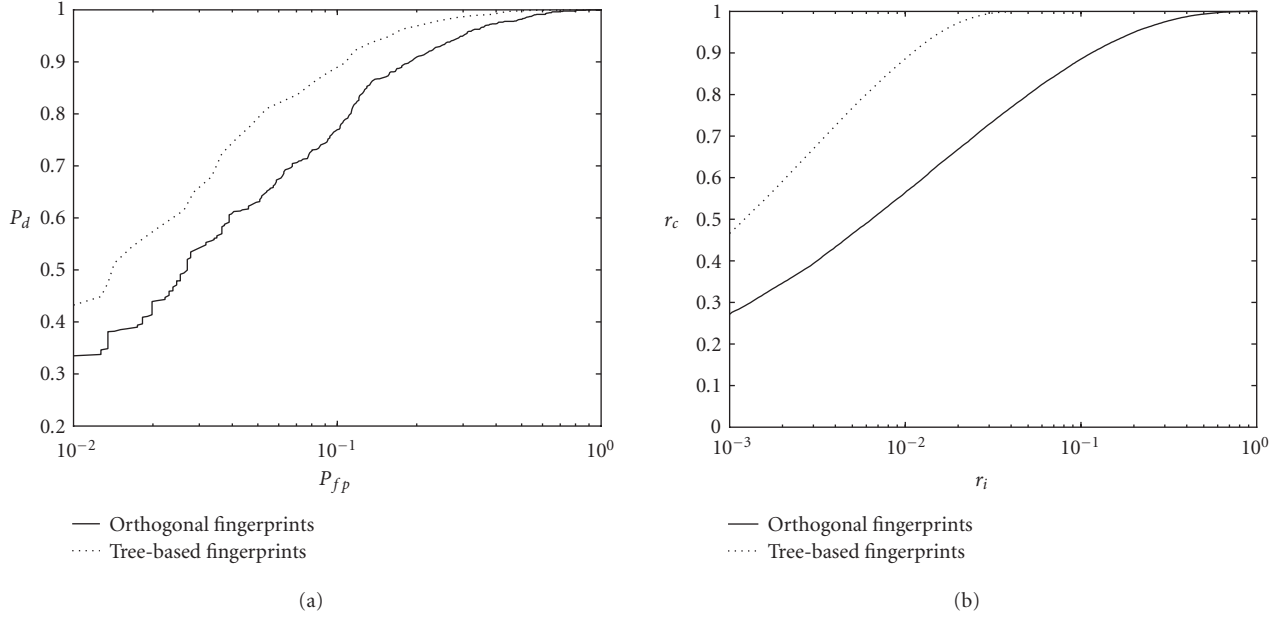 1
0.9
0.8
0.7
0.6
0.5
0.4
0.3
0.2
P_d
10^−2
10^−1
10^0
P_fp
Orthogonal fingerprints
Tree-based fingerprints
(a)
1
0.9
0.8
0.7
0.6
0.5
0.4
0.3
0.2
0.1
0
r_c
10^−3
10^−2
10^−1
10^0
r_i
Orthogonal fingerprints
Tree-based fingerprints
(b)